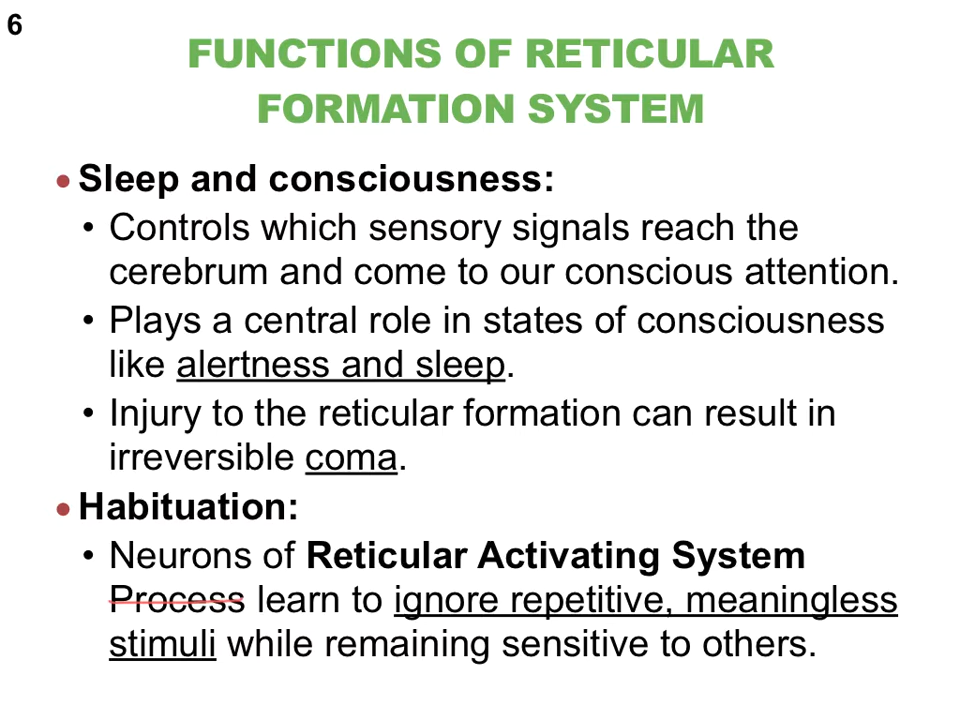 6
FUNCTIONS OF RETICULAR
FORMATION SYSTEM
• Sleep and consciousness:
• Controls which sensory signals reach the
cerebrum and come to our conscious attention.
• Plays a central role in states of consciousness
like alertness and sleep.
• Injury to the reticular formation can result in
irreversible coma.
• Habituation:
• Neurons of Reticular Activating System
Process learn to ignore repetitive, meaningless
stimuli while remaining sensitive to others.